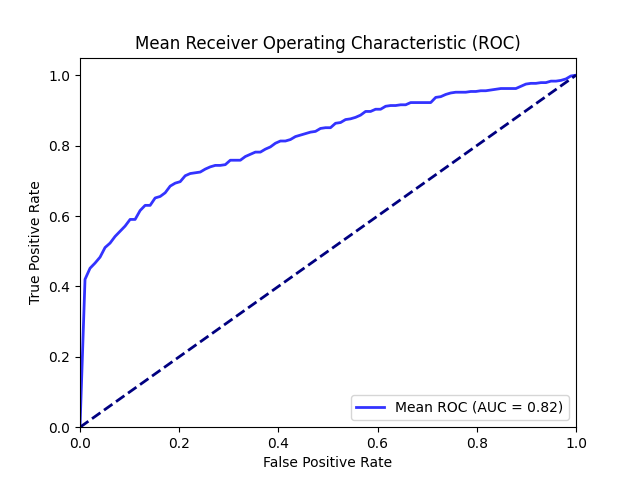 Mean Receiver Operating Characteristic (ROC)
1.0
0.8
0.6
0.4
0.2
0.0
True Positive Rate
Mean ROC (AUC = 0.82)
0.0 0.2 0.4 0.6 0.8 1.0
False Positive Rate